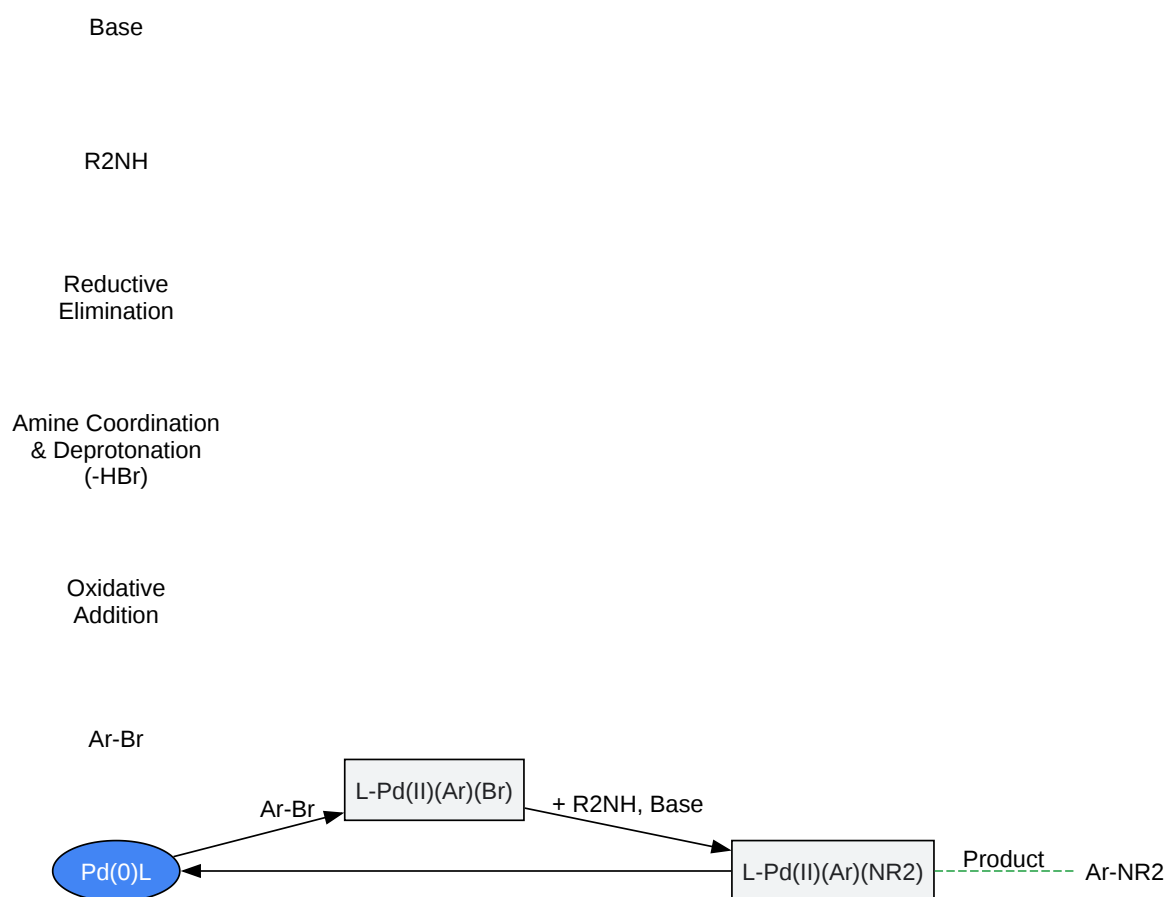 Base
R2NH
Reductive
Elimination
Amine Coordination
& Deprotonation
(-HBr)
Oxidative
Addition
Ar-Br
L-Pd(II)(Ar)(Br)
Ar-Br
+ R2NH, Base
Pd(0)L
L-Pd(II)(Ar)(NR2)
Product
Ar-NR2